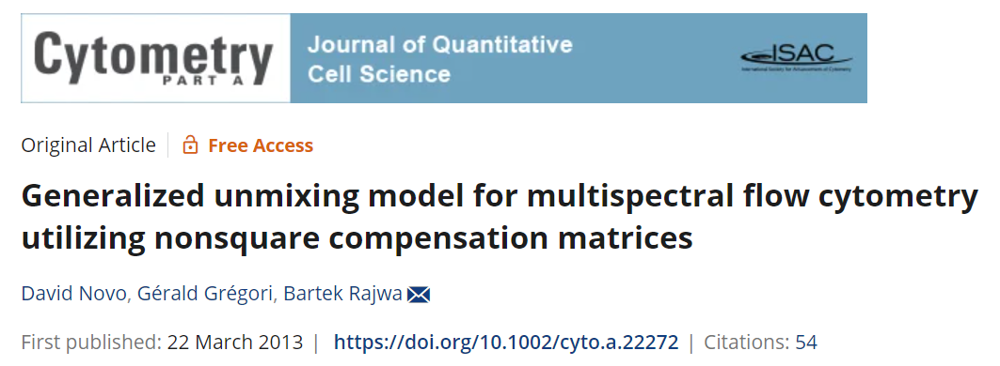 Cytometry
PART A
Journal of Quantitative
Cell Science
ISAC
International Society for Advancement of Cytometry
Original Article
Free Access
Generalized unmixing model for multispectral flow cytometry
utilizing nonsquare compensation matrices
David Novo, Gérald Grégori, Bartek Rajwa
First published: 22 March 2013 | https://doi.org/10.1002/cyto.a.22272 | Citations: 54